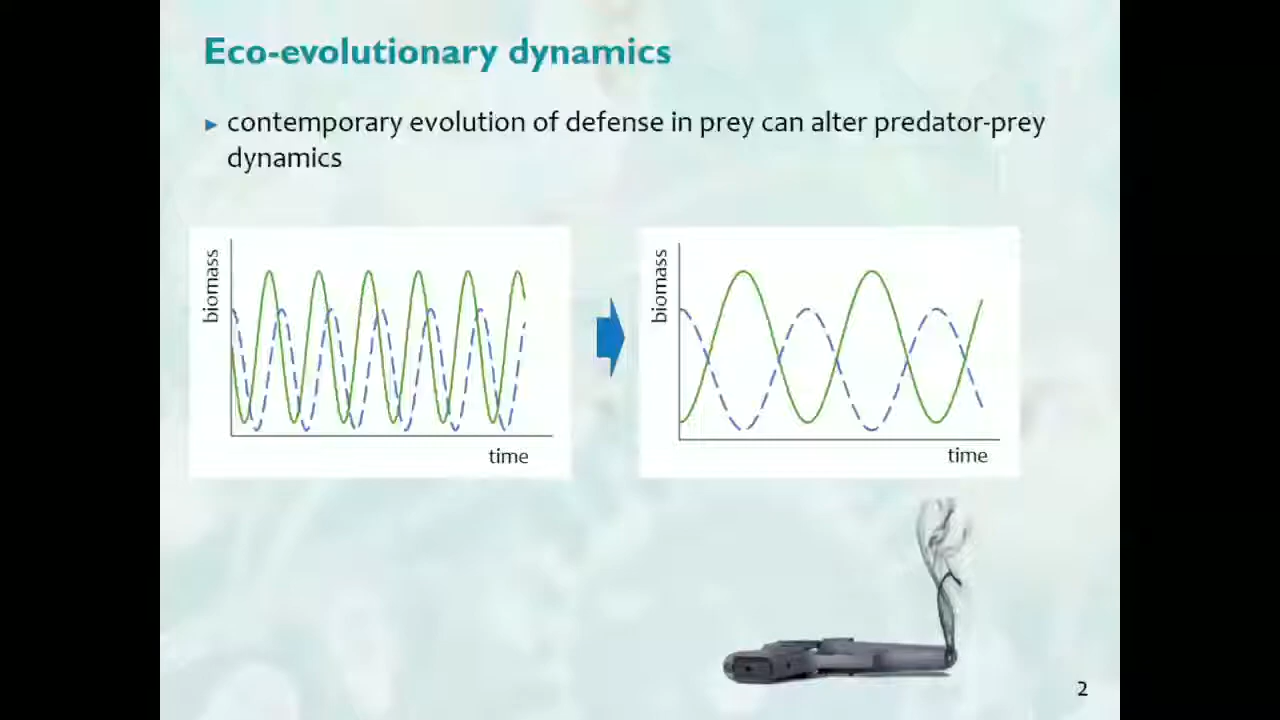 Eco-evolutionary dynamics
► contemporary evolution of defense in prey can alter predator-prey
dynamics
biomass
time
biomass
time
2